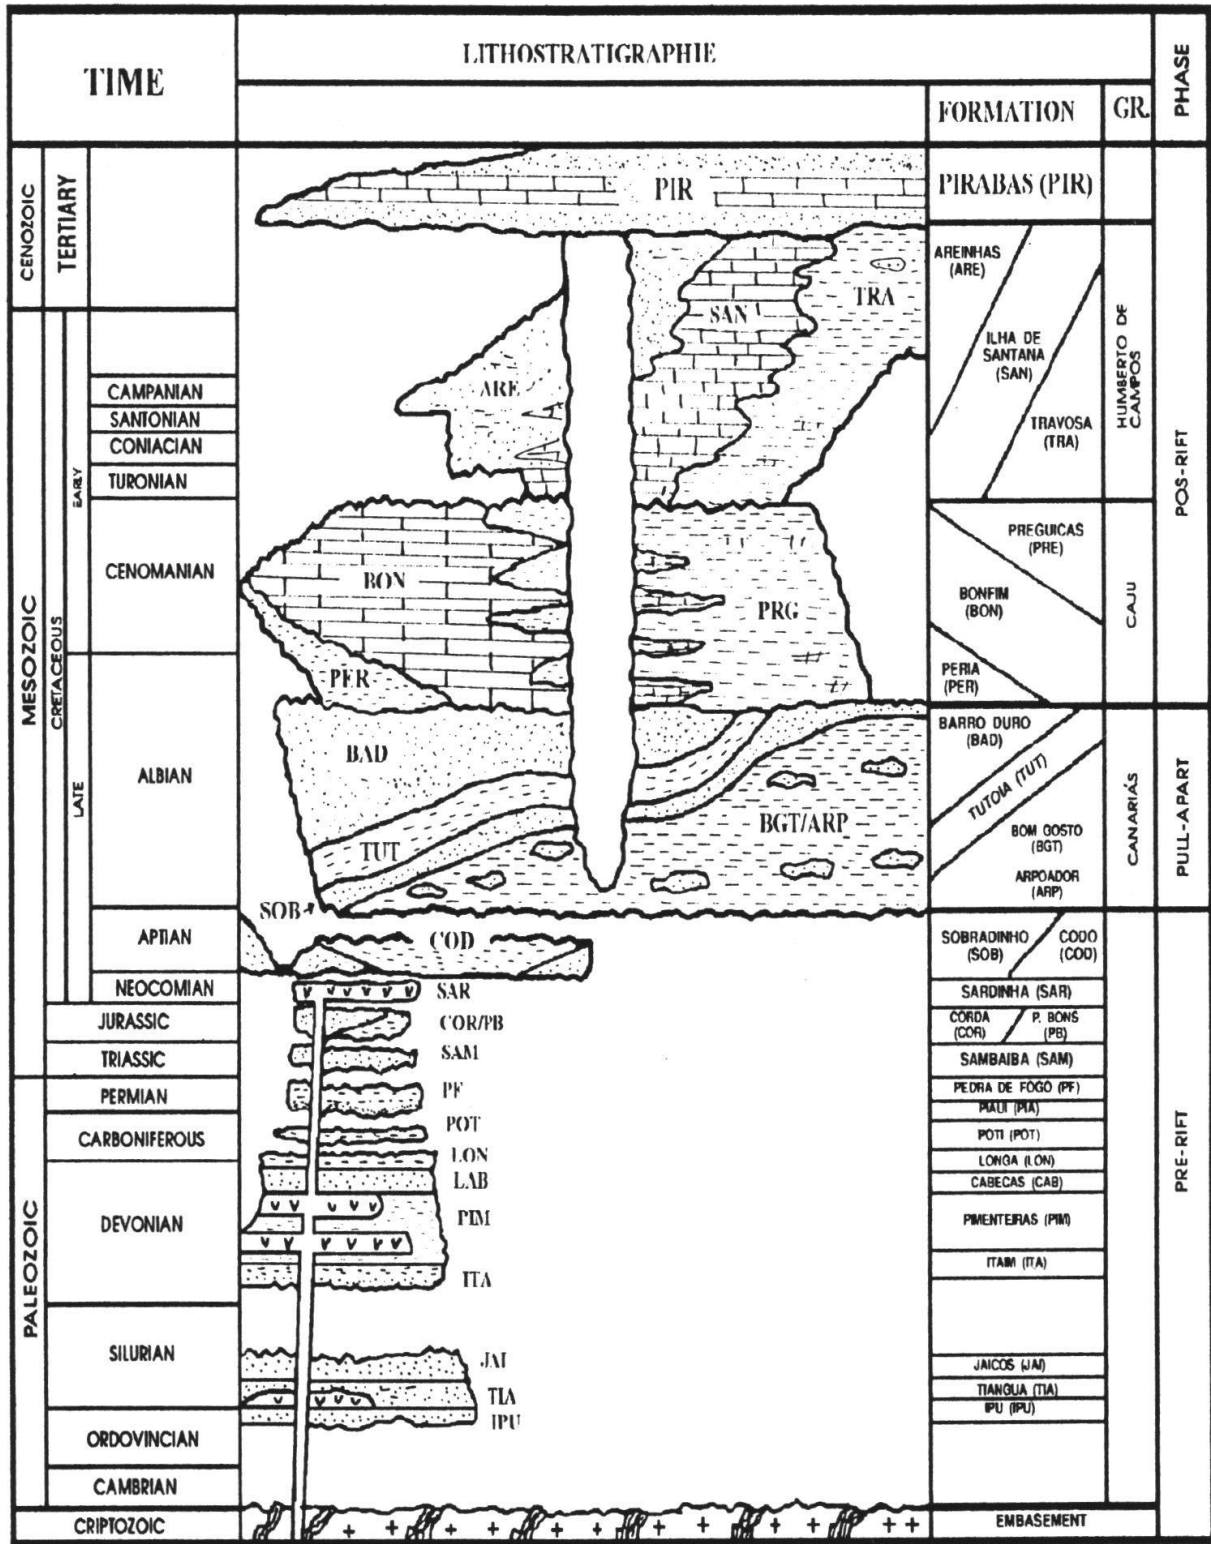 TIME
LITHOSTRATIGRAPHIE
FORMATION
GR.
PHASE
CENOZOIC
TERTIARY
MESOZOIC
CRETACEOUS
EARLY
LATE
CAMPANIAN
SANTONIAN
CONIACIAN
TURONIAN
CENOMANIAN
ALBIAN
APTIAN
NEOCOMIAN
JURASSIC
TRIASSIC
PALEOZOIC
PERMIAN
CARBONIFEROUS
DEVONIAN
SILURIAN
ORDOVINCIAN
CAMBRIAN
CRIPTOZOIC
PIR
SAN
TRA
ARE
BON
PRG
PER
BAD
BGT/ARP
TUT
SOB
COD
SAR
COR/PB
SAM
PF
POT
LON
LAB
PIM
ITA
JAI
TIA
IPU
PIRABAS (PIR)
AREINHAS
(ARE)
ILHA DE
SANTANA
(SAN)
TRAVOSA
(TRA)
PREGUICAS
(PRE)
BONFIM
(BON)
PERIA
(PER)
BARRO DURO
(BAD)
TUTOIA (TUT)
BOM GOSTO
(BGT)
ARPOADOR
(ARP)
SOBRADINHO
(SOB)
CODO
(COD)
SARDINHA (SAR)
CORDA
(COR)
P. BONS
(PB)
SAMBAIBA (SAM)
PEDRA DE FOGO (PF)
PIAUI (PIA)
POTI (POT)
LONGA (LON)
CABECAS (CAB)
PIMENTEIRAS (PIM)
ITAIM (ITA)
JAICOS (JAI)
TIANGUA (TIA)
IPU (IPU)
EMBASEMENT
HUMBERTO DE
CAMPOS
CAJU
CANARIÁS
POS-RIFT
PULL-APART
PRE-RIFT